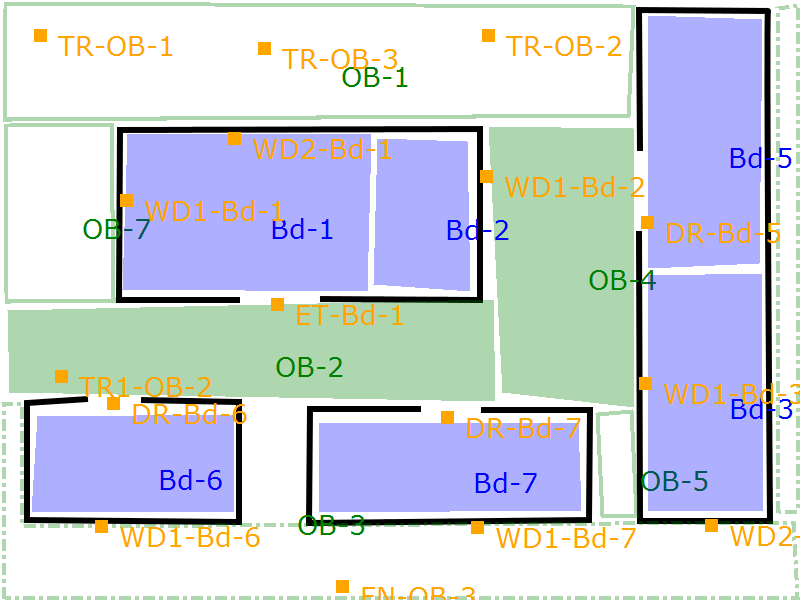 TR-OB-1
TR-OB-2
TR-OB-3
OB-1
WD2-Bd-1
Bd-5
WD1-Bd-2
WD1-Bd-1
OB-7
Bd-1
Bd-2
DR-Bd-5
OB-4
ET-Bd-1
OB-2
TR1-OB-2
WD1-Bd-3
DR-Bd-6
Bd-3
DR-Bd-7
Bd-6
Bd-7
OB-5
OB-3
WD1-Bd-6
WD1-Bd-7
WD2-
EN-OB-3